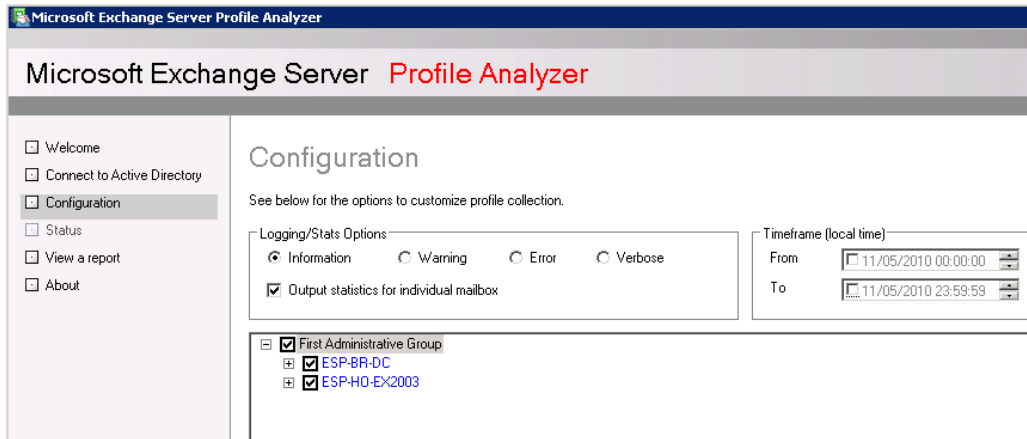 Microsoft Exchange Server Profile Analyzer
Microsoft Exchange Server Profile Analyzer
Welcome
Connect to Active Directory
Configuration
Status
View a report
About
Configuration
See below for the options to customize profile collection.
Logging/Stats Options
Information Warning Error Verbose
Output statistics for individual mailbox
Timeframe (local time)
From 11/05/2010 00:00:00
To 11/05/2010 23:59:59
First Administrative Group
ESP-BR-DC
ESP-HO-EX2003